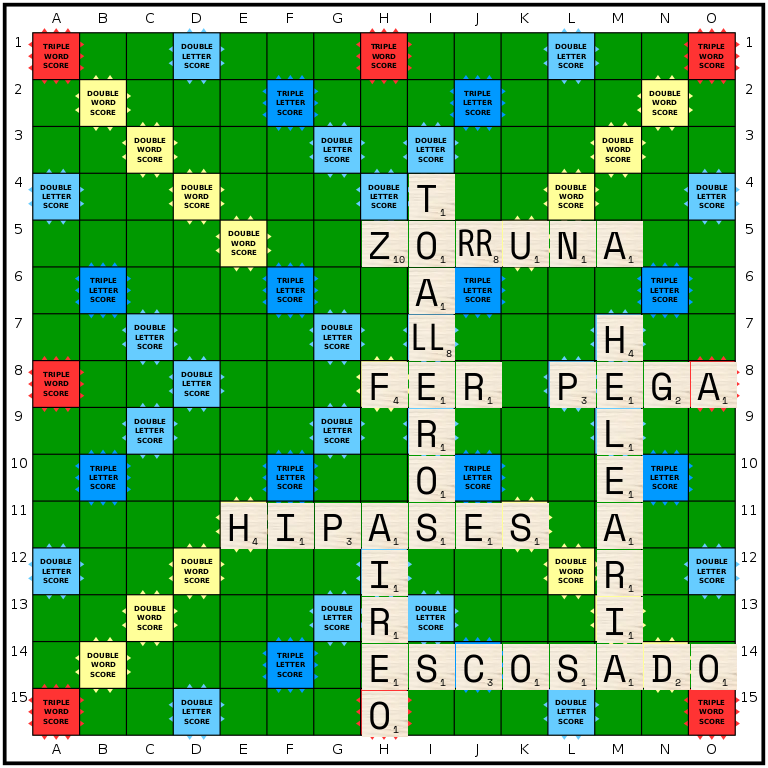 A B C D E F G H I J K L M N O
1 TRIPLE DOUBLE TRIPLE DOUBLE TRIPLE 1
WORD LETTER WORD LETTER WORD
SCORE SCORE SCORE SCORE SCORE
2 DOUBLE TRIPLE TRIPLE DOUBLE 2
WORD LETTER LETTER WORD
SCORE SCORE SCORE SCORE
3 DOUBLE DOUBLE DOUBLE DOUBLE 3
WORD LETTER LETTER WORD
SCORE SCORE SCORE SCORE
4 DOUBLE DOUBLE DOUBLE DOUBLE DOUBLE 4
LETTER WORD LETTER T1 WORD LETTER
SCORE SCORE SCORE SCORE SCORE
5 DOUBLE 5
WORD Z10 O1 RR8 U1 N1 A1
SCORE
6 TRIPLE TRIPLE TRIPLE TRIPLE 6
LETTER LETTER A1 LETTER LETTER
SCORE SCORE SCORE SCORE
7 DOUBLE DOUBLE 7
LETTER LETTER LL8 H4
SCORE SCORE
8 TRIPLE DOUBLE 8
WORD LETTER F4 E1 R1 P3 E1 G2 A1
SCORE SCORE
9 DOUBLE DOUBLE 9
LETTER LETTER R1 L1
SCORE SCORE
10 TRIPLE TRIPLE TRIPLE TRIPLE 10
LETTER LETTER O1 LETTER E1 LETTER
SCORE SCORE SCORE SCORE
11 H4 I1 P3 A1 S1 E1 S1 A1 11
12 DOUBLE DOUBLE DOUBLE DOUBLE 12
LETTER WORD I1 WORD R1 LETTER
SCORE SCORE SCORE SCORE
13 DOUBLE DOUBLE DOUBLE 13
WORD LETTER R1 LETTER I1
SCORE SCORE SCORE
14 DOUBLE TRIPLE 14
WORD LETTER E1 S1 C3 O1 S1 A1 D2 O1
SCORE SCORE
15 TRIPLE DOUBLE DOUBLE TRIPLE 15
WORD LETTER O1 LETTER WORD
SCORE SCORE SCORE SCORE
A B C D E F G H I J K L M N O